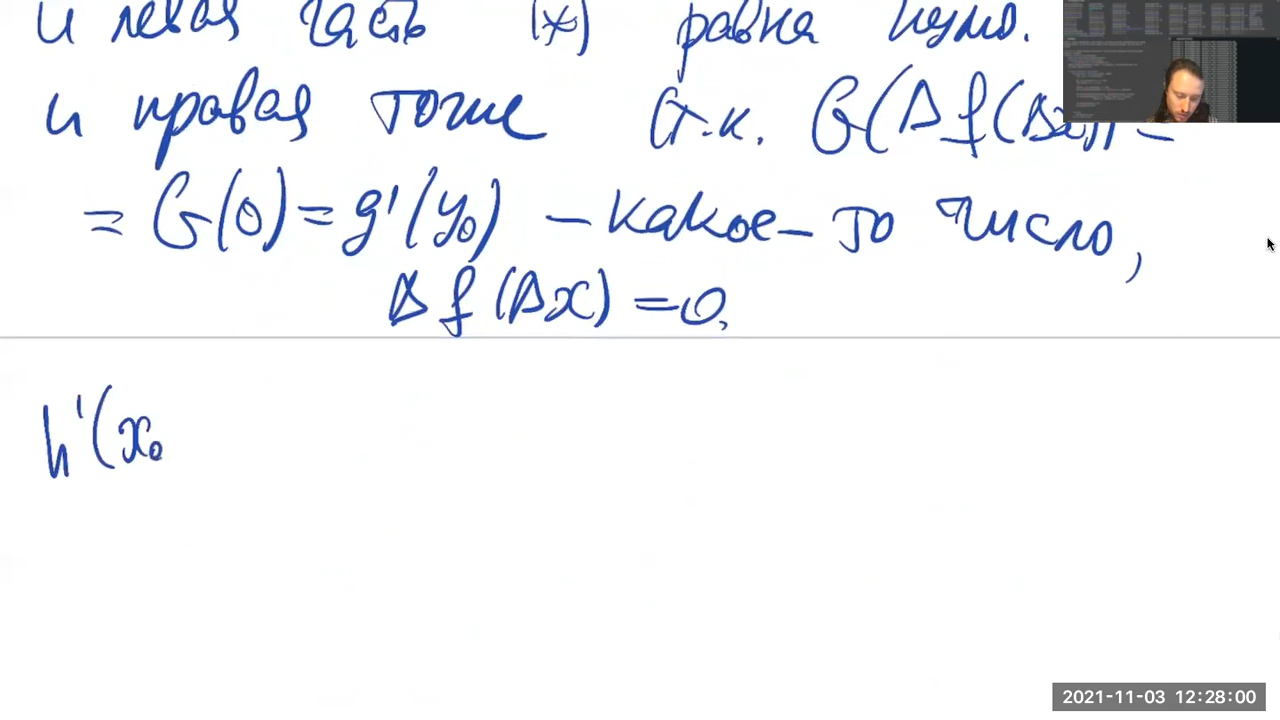 и левая часть (*) равна нулю.
и правая тоже (т.к. G(Δf(Δx)) =
= G(0) = g'(y₀) – какое-то число,
Δf(Δx) = 0.
h'(x₀
2021-11-03 12:28:00